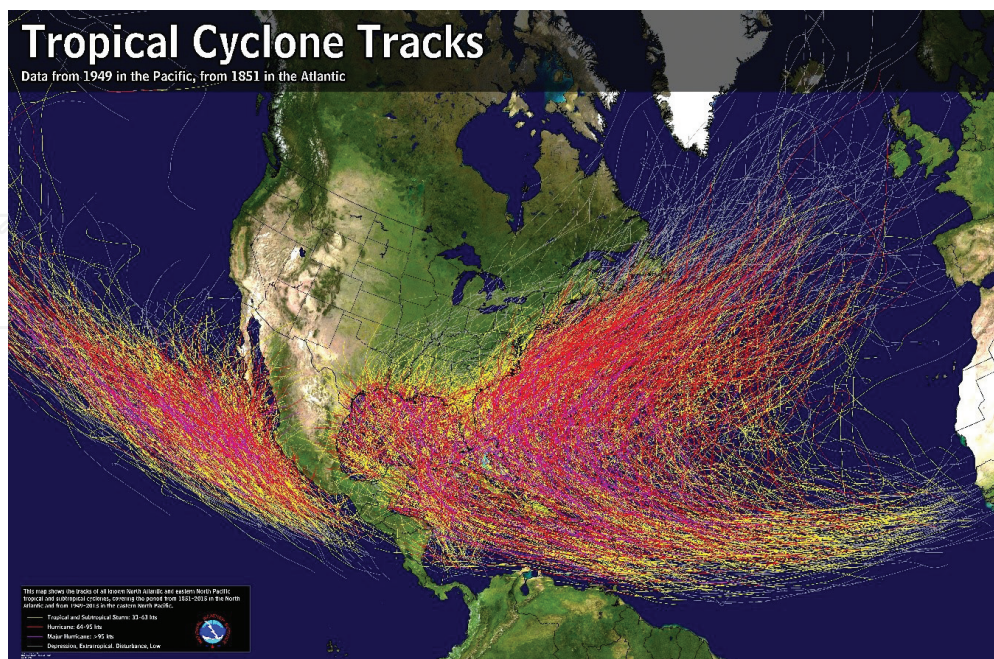 Tropical Cyclone Tracks
Data from 1949 in the Pacific, from 1851 in the Atlantic
This map shows the tracks of all known North Atlantic and eastern North Pacific
tropical and subtropical cyclones, covering the period from 1851-2013 in the North
Atlantic and from 1949-2013 in the eastern North Pacific.
Tropical and Subtropical Storm: 33-63 kts
Hurricane: 64-95 kts
Major Hurricane: >95 kts
Depression, Extratropical, Disturbance, Low